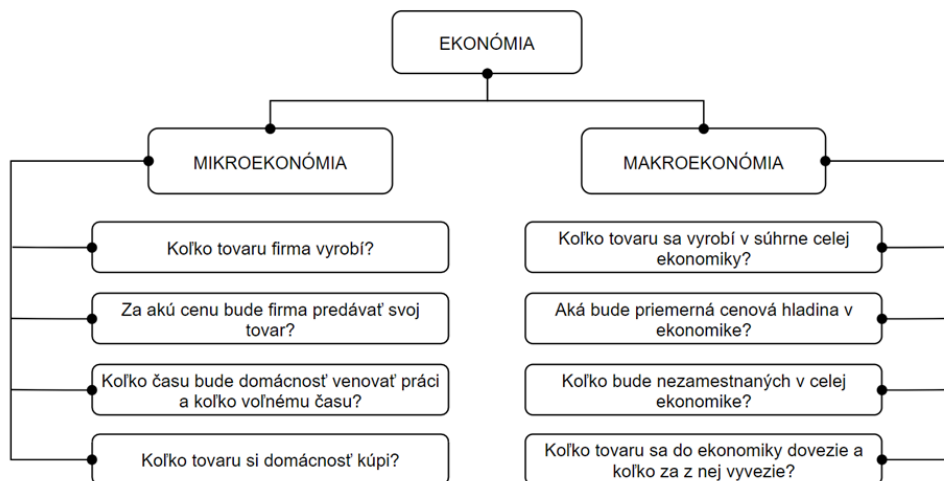 EKONÓMIA
MIKROEKONÓMIA
MAKROEKONÓMIA
Koľko tovaru firma vyrobí?
Za akú cenu bude firma predávať svoj
tovar?
Koľko času bude domácnosť venovať práci
a koľko voľnému času?
Koľko tovaru si domácnosť kúpi?
Koľko tovaru sa vyrobí v súhrne celej
ekonomiky?
Aká bude priemerná cenová hladina v
ekonomike?
Koľko bude nezamestnaných v celej
ekonomike?
Koľko tovaru sa do ekonomiky dovezie a
koľko za z nej vyvezie?